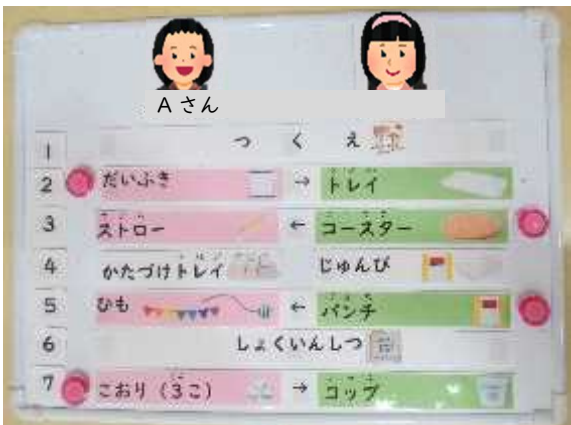 Aさん
1 つくえ
2 だいふき → トレイ
3 ストロー ← コースター
4 かたづけトレイ じゅんび
5 ひも ← パンチ
6 しょくいんしつ
7 こおり(3こ) → コップ